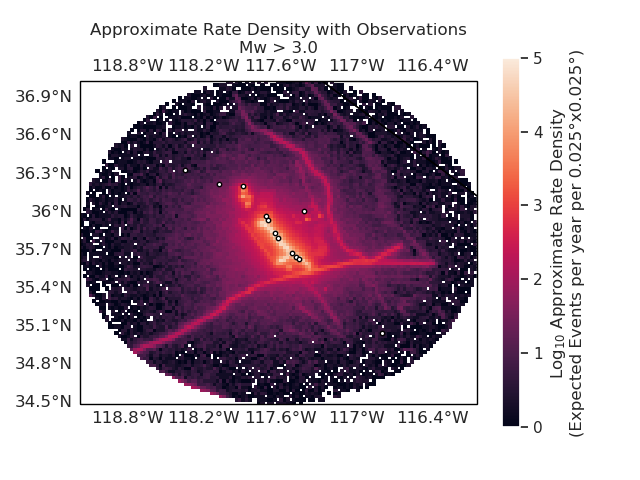 Approximate Rate Density with Observations
Mw > 3.0
118.8°W 118.2°W 117.6°W 117°W 116.4°W
36.9°N
36.6°N
36.3°N
36°N
35.7°N
35.4°N
35.1°N
34.8°N
34.5°N
118.8°W 118.2°W 117.6°W 117°W 116.4°W
5
4
3
2
1
0
Log₁₀ Approximate Rate Density
(Expected Events per year per 0.025°x0.025°)